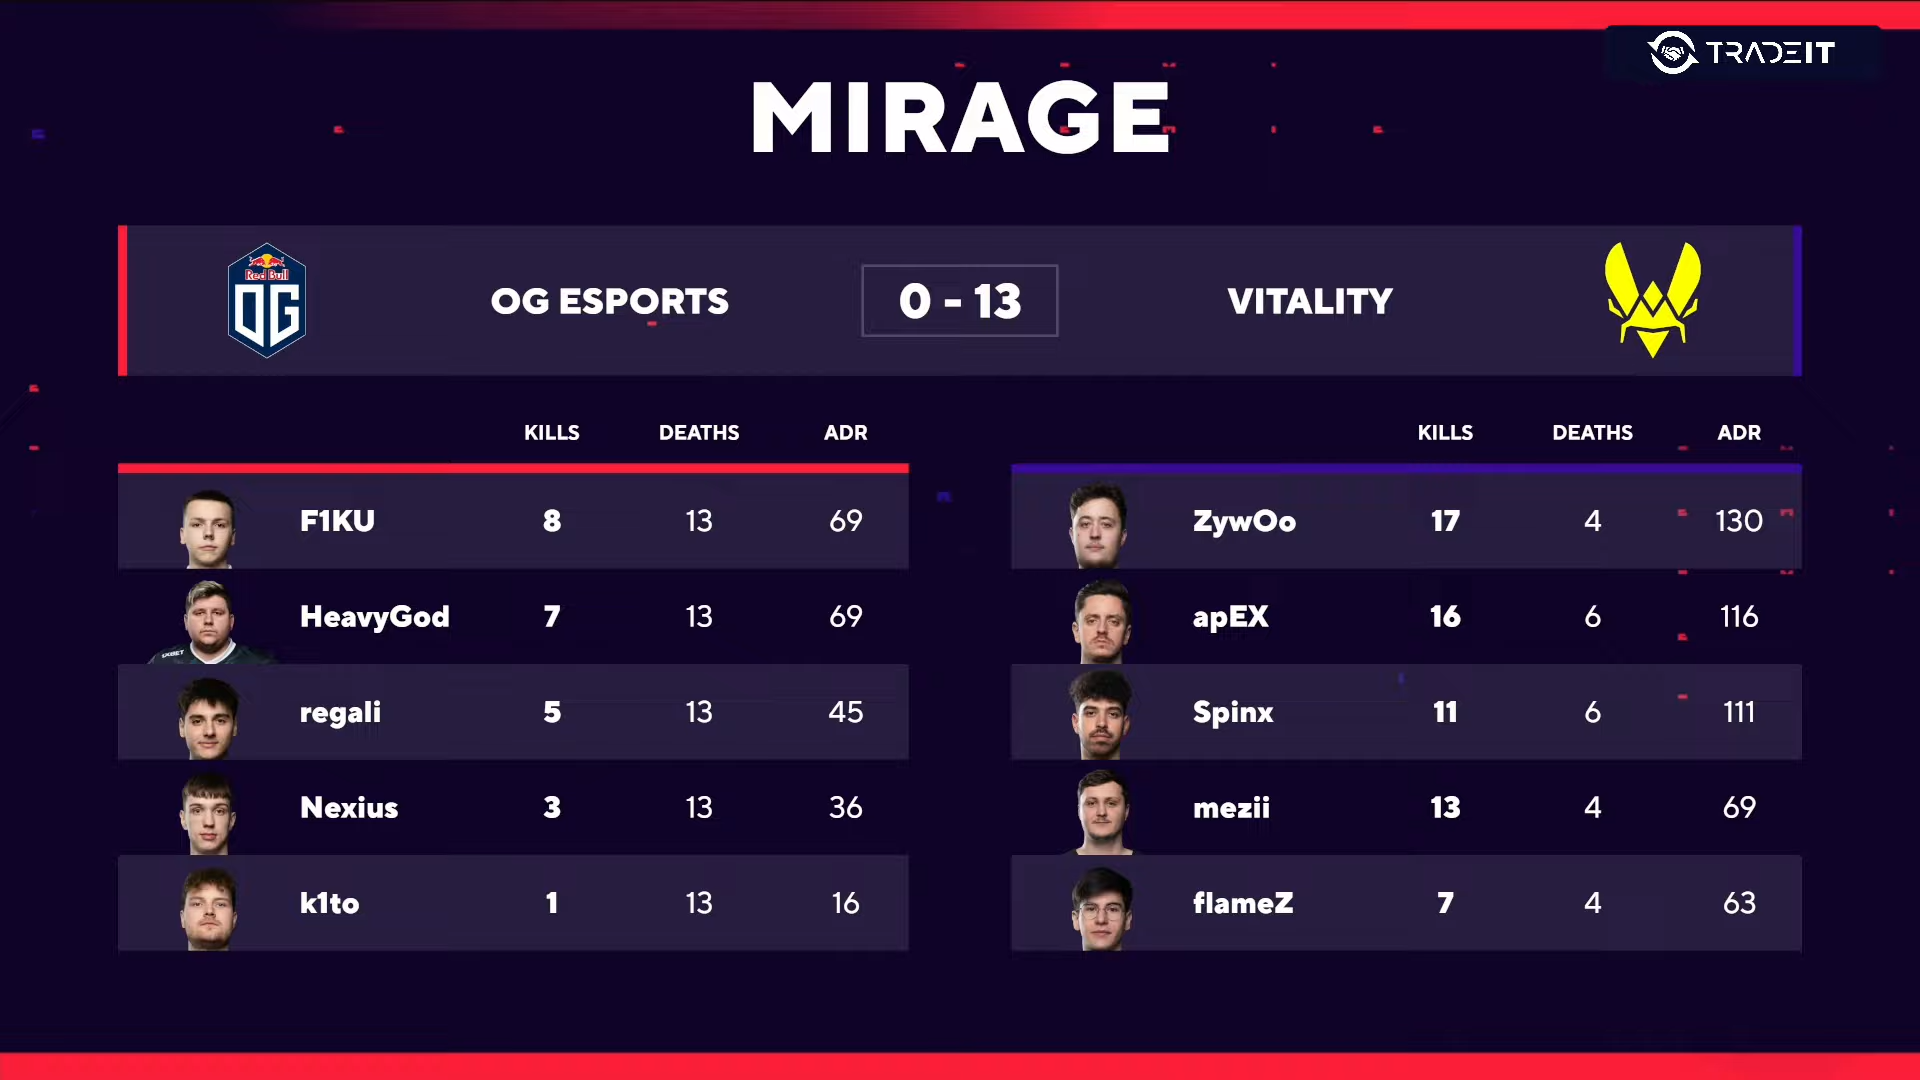 TRADEIT
MIRAGE
Red Bull
OG
OG ESPORTS
0 - 13
VITALITY
KILLS DEATHS ADR
F1KU 8 13 69
HeavyGod 7 13 69
1XBET
regali 5 13 45
Nexius 3 13 36
k1to 1 13 16
KILLS DEATHS ADR
ZywOo 17 4 130
apEX 16 6 116
Spinx 11 6 111
mezii 13 4 69
flameZ 7 4 63